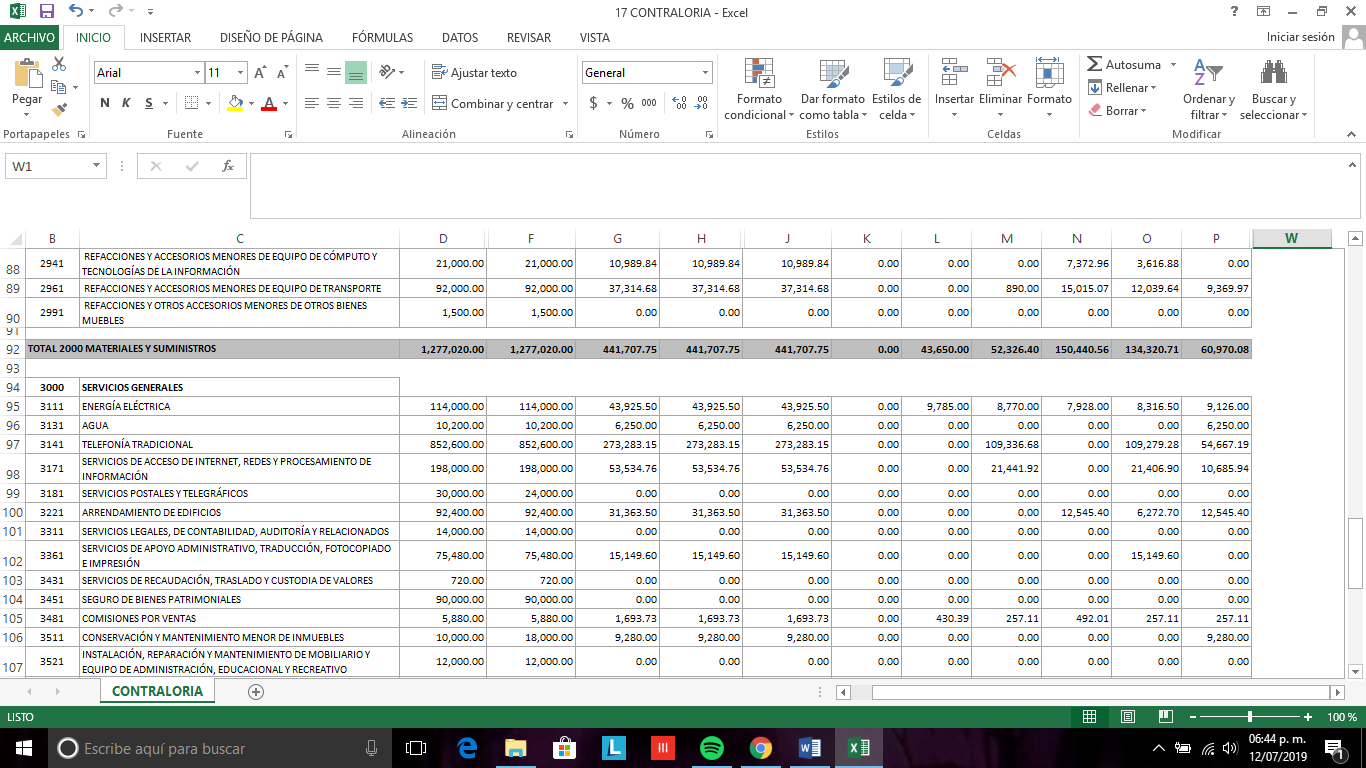 17 CONTRALORIA - Excel
ARCHIVO INICIO INSERTAR DISEÑO DE PÁGINA FÓRMULAS DATOS REVISAR VISTA Iniciar sesión
Pegar
Arial 11
N K S
Ajustar texto
Combinar y centrar
General
$ % 000
Formato condicional
Dar formato como tabla
Estilos de celda
Insertar Eliminar Formato
Autosuma
Rellenar
Borrar
Ordenar y filtrar
Buscar y seleccionar
Portapapeles Fuente Alineación Número Estilos Celdas Modificar
W1 fx
B C D F G H J K L M N O P W
88 2941 REFACCIONES Y ACCESORIOS MENORES DE EQUIPO DE CÓMPUTO Y
TECNOLOGÍAS DE LA INFORMACIÓN 21,000.00 21,000.00 10,989.84 10,989.84 10,989.84 0.00 0.00 0.00 7,372.96 3,616.88 0.00
89 2961 REFACCIONES Y ACCESORIOS MENORES DE EQUIPO DE TRANSPORTE 92,000.00 92,000.00 37,314.68 37,314.68 37,314.68 0.00 0.00 890.00 15,015.07 12,039.64 9,369.97
90 2991 REFACCIONES Y OTROS ACCESORIOS MENORES DE OTROS BIENES
MUEBLES 1,500.00 1,500.00 0.00 0.00 0.00 0.00 0.00 0.00 0.00 0.00 0.00
91
92 TOTAL 2000 MATERIALES Y SUMINISTROS 1,277,020.00 1,277,020.00 441,707.75 441,707.75 441,707.75 0.00 43,650.00 52,326.40 150,440.56 134,320.71 60,970.08
93
94 3000 SERVICIOS GENERALES
95 3111 ENERGÍA ELÉCTRICA 114,000.00 114,000.00 43,925.50 43,925.50 43,925.50 0.00 9,785.00 8,770.00 7,928.00 8,316.50 9,126.00
96 3131 AGUA 10,200.00 10,200.00 6,250.00 6,250.00 6,250.00 0.00 0.00 0.00 0.00 0.00 6,250.00
97 3141 TELEFONÍA TRADICIONAL 852,600.00 852,600.00 273,283.15 273,283.15 273,283.15 0.00 0.00 109,336.68 0.00 109,279.28 54,667.19
98 3171 SERVICIOS DE ACCESO DE INTERNET, REDES Y PROCESAMIENTO DE
INFORMACIÓN 198,000.00 198,000.00 53,534.76 53,534.76 53,534.76 0.00 0.00 21,441.92 0.00 21,406.90 10,685.94
99 3181 SERVICIOS POSTALES Y TELEGRÁFICOS 30,000.00 24,000.00 0.00 0.00 0.00 0.00 0.00 0.00 0.00 0.00 0.00
100 3221 ARRENDAMIENTO DE EDIFICIOS 92,400.00 92,400.00 31,363.50 31,363.50 31,363.50 0.00 0.00 0.00 12,545.40 6,272.70 12,545.40
101 3311 SERVICIOS LEGALES, DE CONTABILIDAD, AUDITORÍA Y RELACIONADOS 14,000.00 14,000.00 0.00 0.00 0.00 0.00 0.00 0.00 0.00 0.00 0.00
102 3361 SERVICIOS DE APOYO ADMINISTRATIVO, TRADUCCIÓN, FOTOCOPIADO
E IMPRESIÓN 75,480.00 75,480.00 15,149.60 15,149.60 15,149.60 0.00 0.00 0.00 0.00 15,149.60 0.00
103 3431 SERVICIOS DE RECAUDACIÓN, TRASLADO Y CUSTODIA DE VALORES 720.00 720.00 0.00 0.00 0.00 0.00 0.00 0.00 0.00 0.00 0.00
104 3451 SEGURO DE BIENES PATRIMONIALES 90,000.00 90,000.00 0.00 0.00 0.00 0.00 0.00 0.00 0.00 0.00 0.00
105 3481 COMISIONES POR VENTAS 5,880.00 5,880.00 1,693.73 1,693.73 1,693.73 0.00 430.39 257.11 492.01 257.11 257.11
106 3511 CONSERVACIÓN Y MANTENIMIENTO MENOR DE INMUEBLES 10,000.00 18,000.00 9,280.00 9,280.00 9,280.00 0.00 0.00 0.00 0.00 0.00 9,280.00
107 3521 INSTALACIÓN, REPARACIÓN Y MANTENIMIENTO DE MOBILIARIO Y
EQUIPO DE ADMINISTRACIÓN, EDUCACIONAL Y RECREATIVO 12,000.00 12,000.00 0.00 0.00 0.00 0.00 0.00 0.00 0.00 0.00 0.00
CONTRALORIA
LISTO 100 %
Escribe aquí para buscar
06:44 p. m.
12/07/2019
1